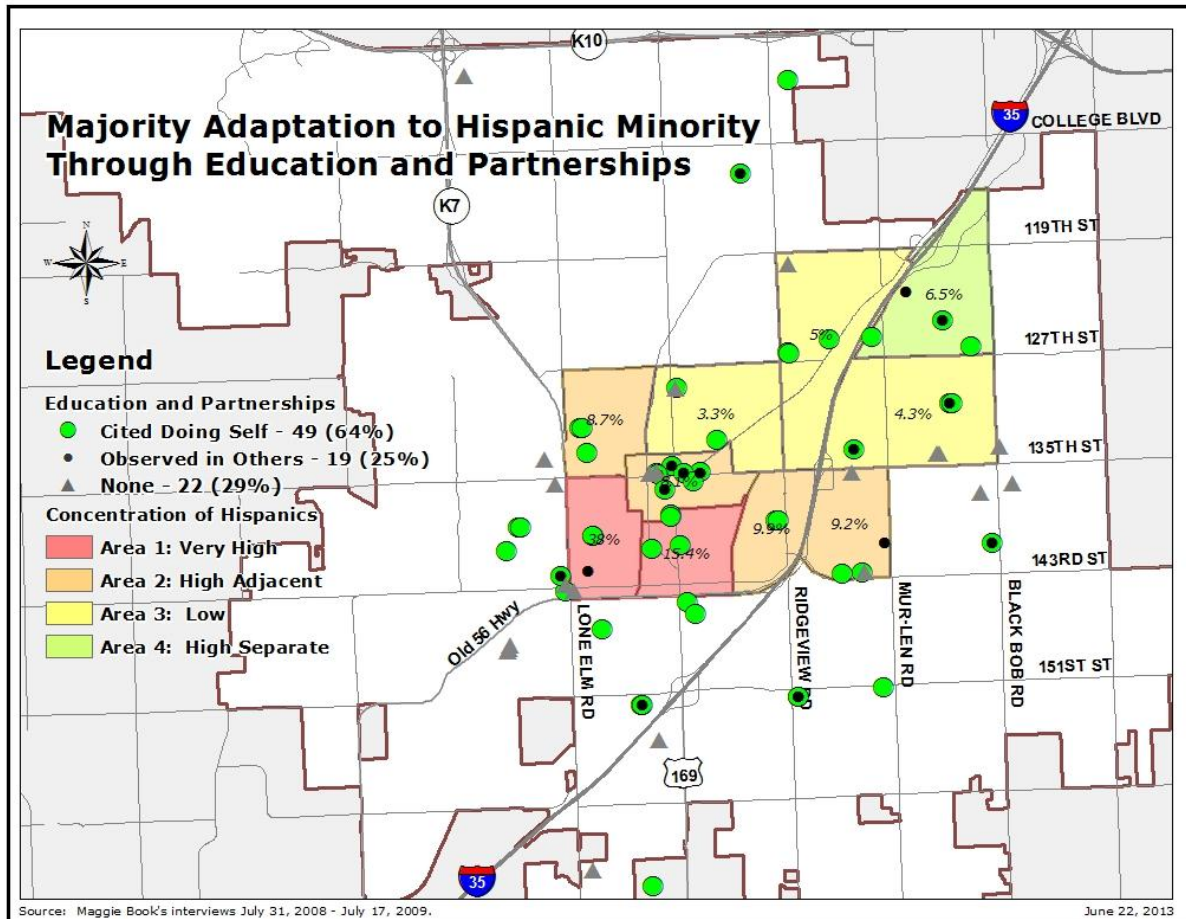 K10
35
COLLEGE BLVD
Majority Adaptation to Hispanic Minority
Through Education and Partnerships
K7
N
W E
S
119TH ST
6.5%
5%
127TH ST
Legend
Education and Partnerships
Cited Doing Self - 49 (64%)
Observed in Others - 19 (25%)
None - 22 (29%)
Concentration of Hispanics
Area 1: Very High
Area 2: High Adjacent
Area 3: Low
Area 4: High Separate
8.7%
3.3%
4.3%
135TH ST
38%
15.4%
9.9%
9.2%
143RD ST
Old 56 Hwy
LONE ELM RD
RIDGEVIEW RD
MUR-LEN RD
BLACK BOB RD
151ST ST
169
35
Source: Maggie Book's interviews July 31, 2008 - July 17, 2009.
June 22, 2013